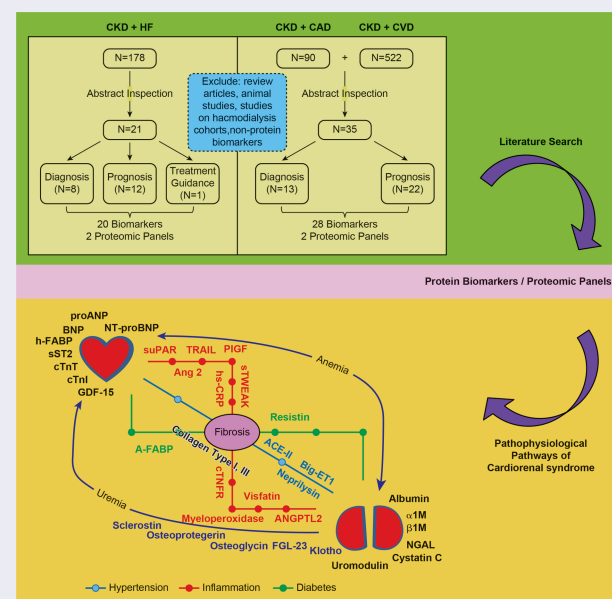 CKD + HF
CKD + CAD
CKD + CVD
N=178
N=90
+
N=522
Exclude: review
articles, animal
studies, studies
on hacmodialysis
cohorts,non-protein
biomarkers
Abstract Inspection
Abstract Inspection
N=21
N=35
Diagnosis
(N=8)
Prognosis
(N=12)
Treatment
Guidance
(N=1)
Diagnosis
(N=13)
Prognosis
(N=22)
20 Biomarkers
2 Proteomic Panels
28 Biomarkers
2 Proteomic Panels
Literature Search
Protein Biomarkers / Proteomic Panels
proANP
BNP
NT-proBNP
h-FABP
sST2
cTnT
cTnI
GDF-15
suPAR
TRAIL
PIGF
Ang 2
hs-CRP
sTWEAK
Anemia
Fibrosis
Resistin
A-FABP
Collagen Type I, III
ACE-II
Big-ET1
Neprilysin
cTNFR
Visfatin
Myeloperoxidase
ANGPTL2
Uremia
Sclerostin
Osteoprotegerin
Osteoglycin
FGL-23
Klotho
Uromodulin
Albumin
α1M
β1M
NGAL
Cystatin C
Pathophysiological
Pathways of
Cardiorenal syndrome
Hypertension
Inflammation
Diabetes